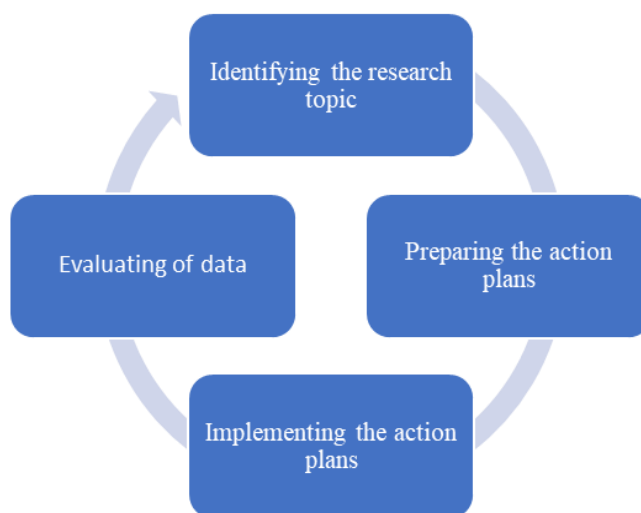 Identifying the research
topic
Preparing the action
plans
Implementing the action
plans
Evaluating of data